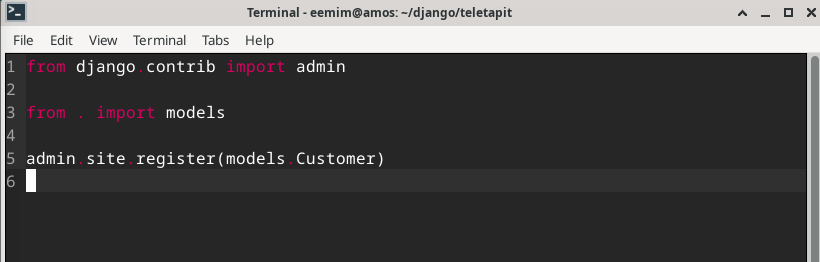 Terminal - eemim@amos: ~/django/teletapit
File Edit View Terminal Tabs Help
1 from django.contrib import admin
2
3 from . import models
4
5 admin.site.register(models.Customer)
6